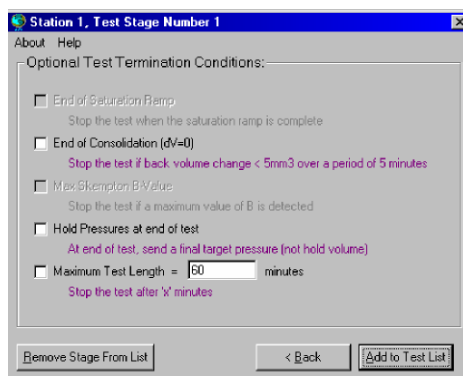 Station 1, Test Stage Number 1
About Help
Optional Test Termination Conditions:
End of Saturation Ramp
Stop the test when the saturation ramp is complete
End of Consolidation (dV=0)
Stop the test if back volume change < 5mm3 over a period of 5 minutes
Max Skempton B-Value
Stop the test if a maximum value of B is detected
Hold Pressures at end of test
At end of test, send a final target pressure (not hold volume)
Maximum Test Length = 60 minutes
Stop the test after 'x' minutes
Remove Stage From List < Back Add to Test List